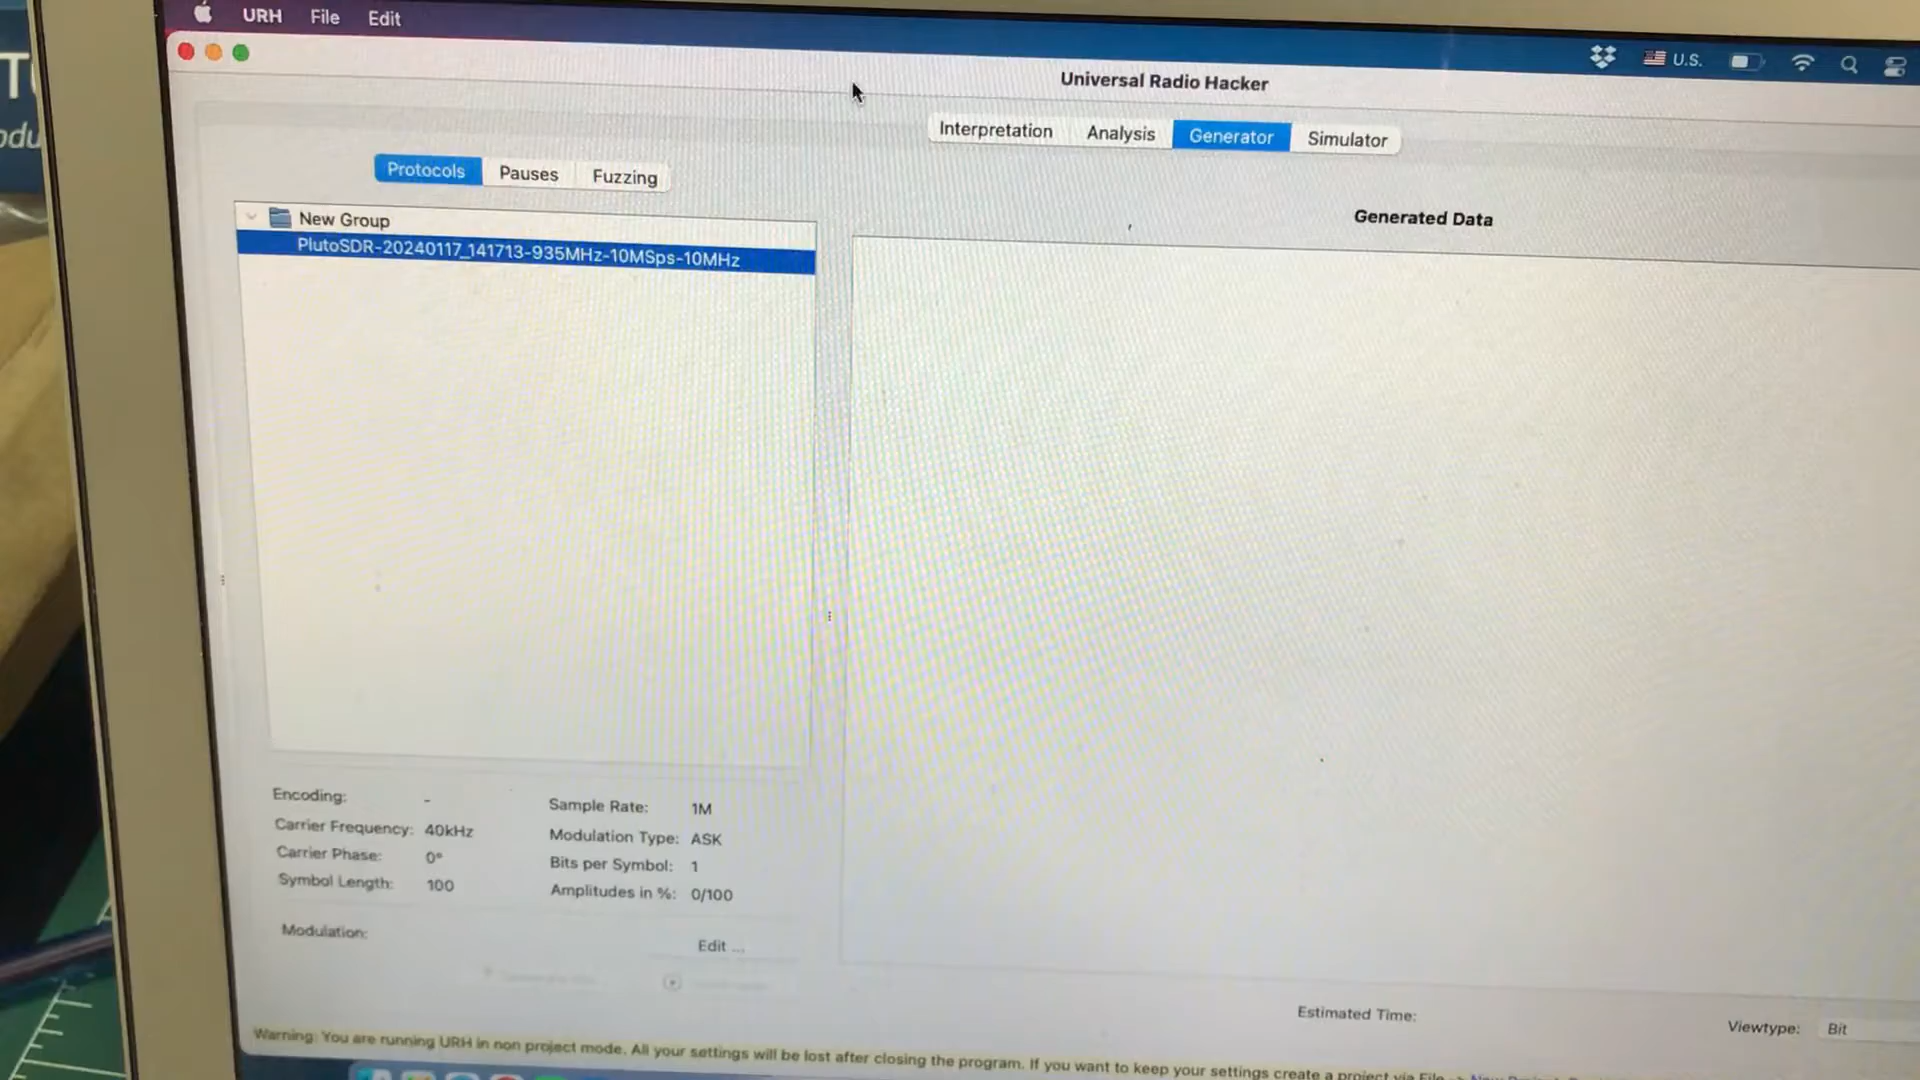 URH File Edit
U.S.
Universal Radio Hacker
Interpretation Analysis Generator Simulator
Protocols Pauses Fuzzing
New Group
PlutoSDR-20240117_141713-935MHz-10MSps-10MHz
Generated Data
Encoding: -
Carrier Frequency: 40kHz
Carrier Phase: 0°
Symbol Length: 100
Sample Rate: 1M
Modulation Type: ASK
Bits per Symbol: 1
Amplitudes in %: 0/100
Modulation:
Edit ...
Estimated Time:
Viewtype: Bit
Warning: You are running URH in non project mode. All your settings will be lost after closing the program. If you want to keep your settings create a project via File -> New Project.